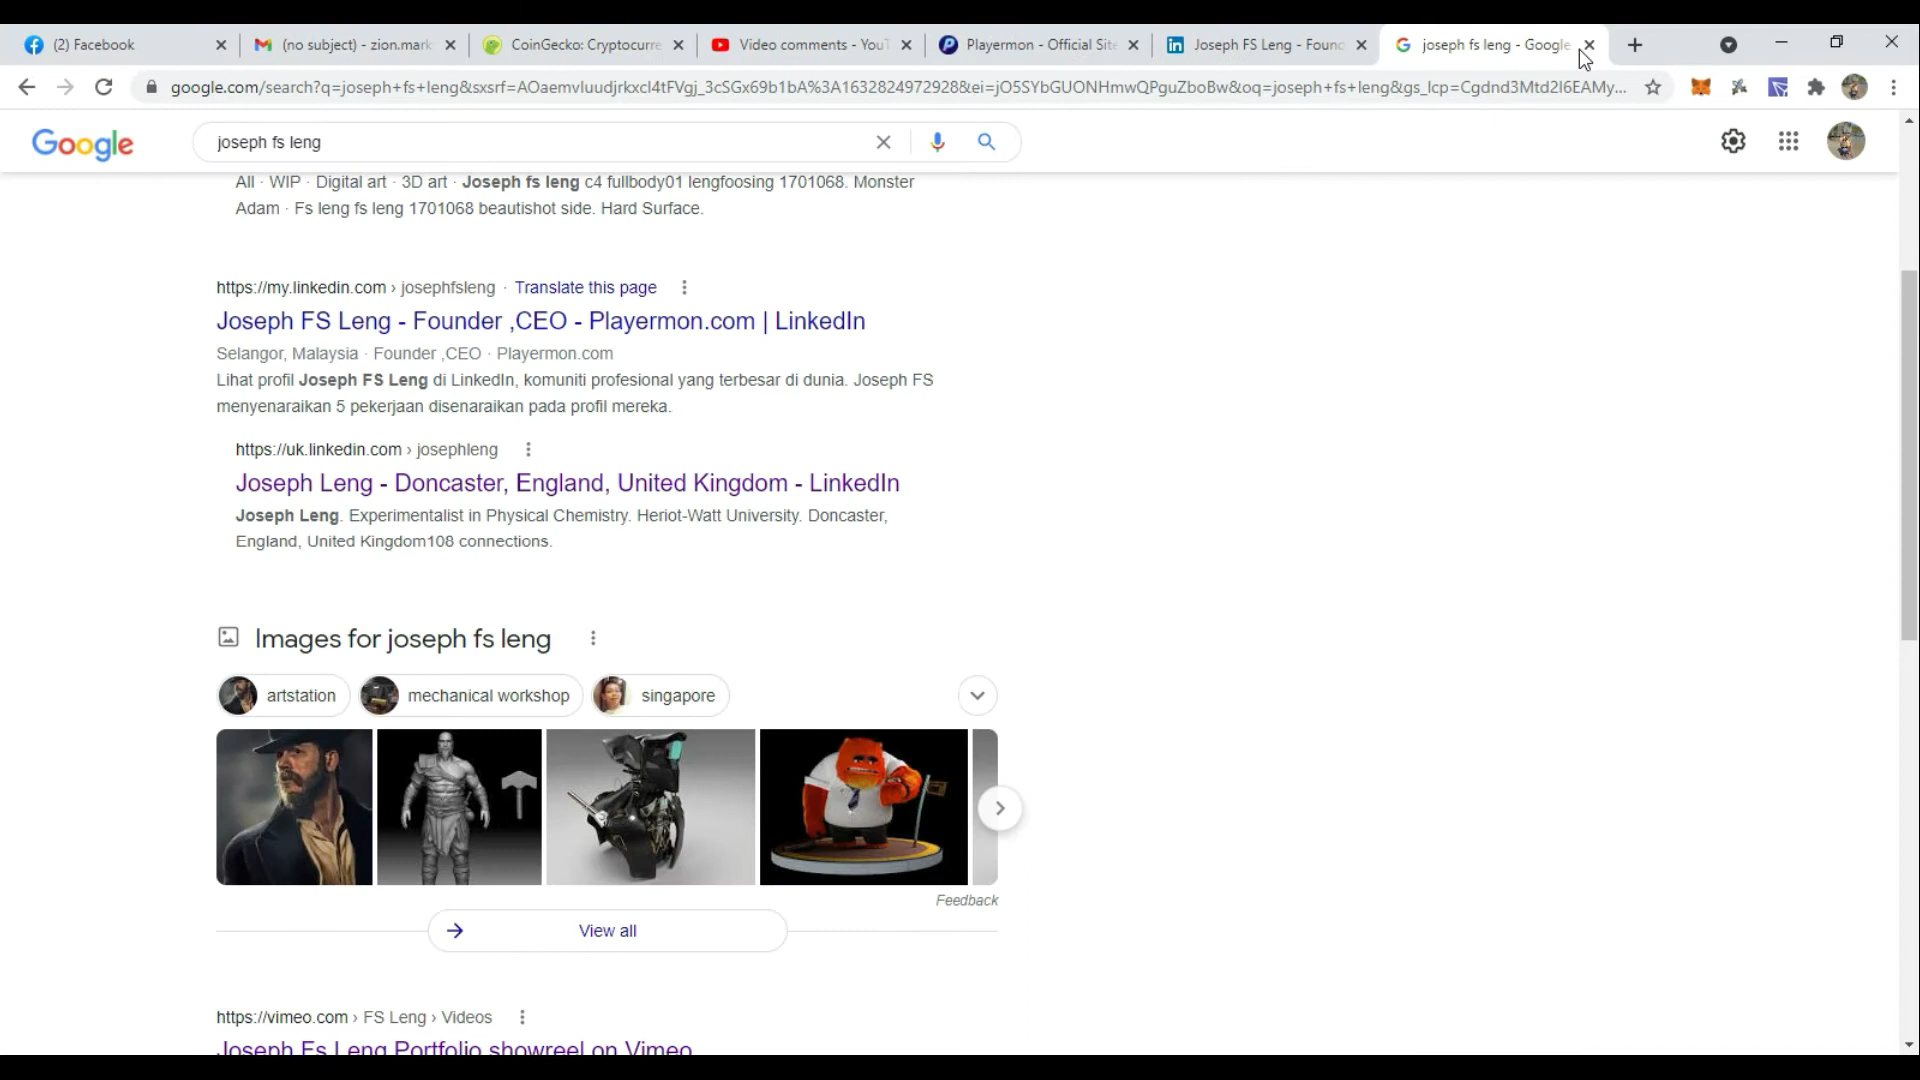 (2) Facebook
(no subject) - zion.mark
CoinGecko: Cryptocurre
Video comments - YouT
Playermon - Official Site
Joseph FS Leng - Found
joseph fs leng - Google
google.com/search?q=joseph+fs+leng&sxsrf=AOaemvIuudjrkxcl4tFVgj_3cSGx69b1bA%3A1632824972928&ei=jO5SYbGUONHmwQPguZboBw&oq=joseph+fs+leng&gs_lcp=Cgdnd3Mtd2l6EAMy...
Google
joseph fs leng
All · WIP · Digital art · 3D art · Joseph fs leng c4 fullbody01 lengfoosing 1701068. Monster
Adam · Fs leng fs leng 1701068 beautishot side. Hard Surface.
https://my.linkedin.com › josephfsleng · Translate this page
Joseph FS Leng - Founder ,CEO - Playermon.com | LinkedIn
Selangor, Malaysia · Founder ,CEO · Playermon.com
Lihat profil Joseph FS Leng di LinkedIn, komuniti profesional yang terbesar di dunia. Joseph FS
menyenaraikan 5 pekerjaan disenaraikan pada profil mereka.
https://uk.linkedin.com › josephleng
Joseph Leng - Doncaster, England, United Kingdom - LinkedIn
Joseph Leng. Experimentalist in Physical Chemistry. Heriot-Watt University. Doncaster,
England, United Kingdom108 connections.
Images for joseph fs leng
artstation
mechanical workshop
singapore
Feedback
View all
https://vimeo.com › FS Leng › Videos
Joseph Fs Leng Portfolio showreel on Vimeo